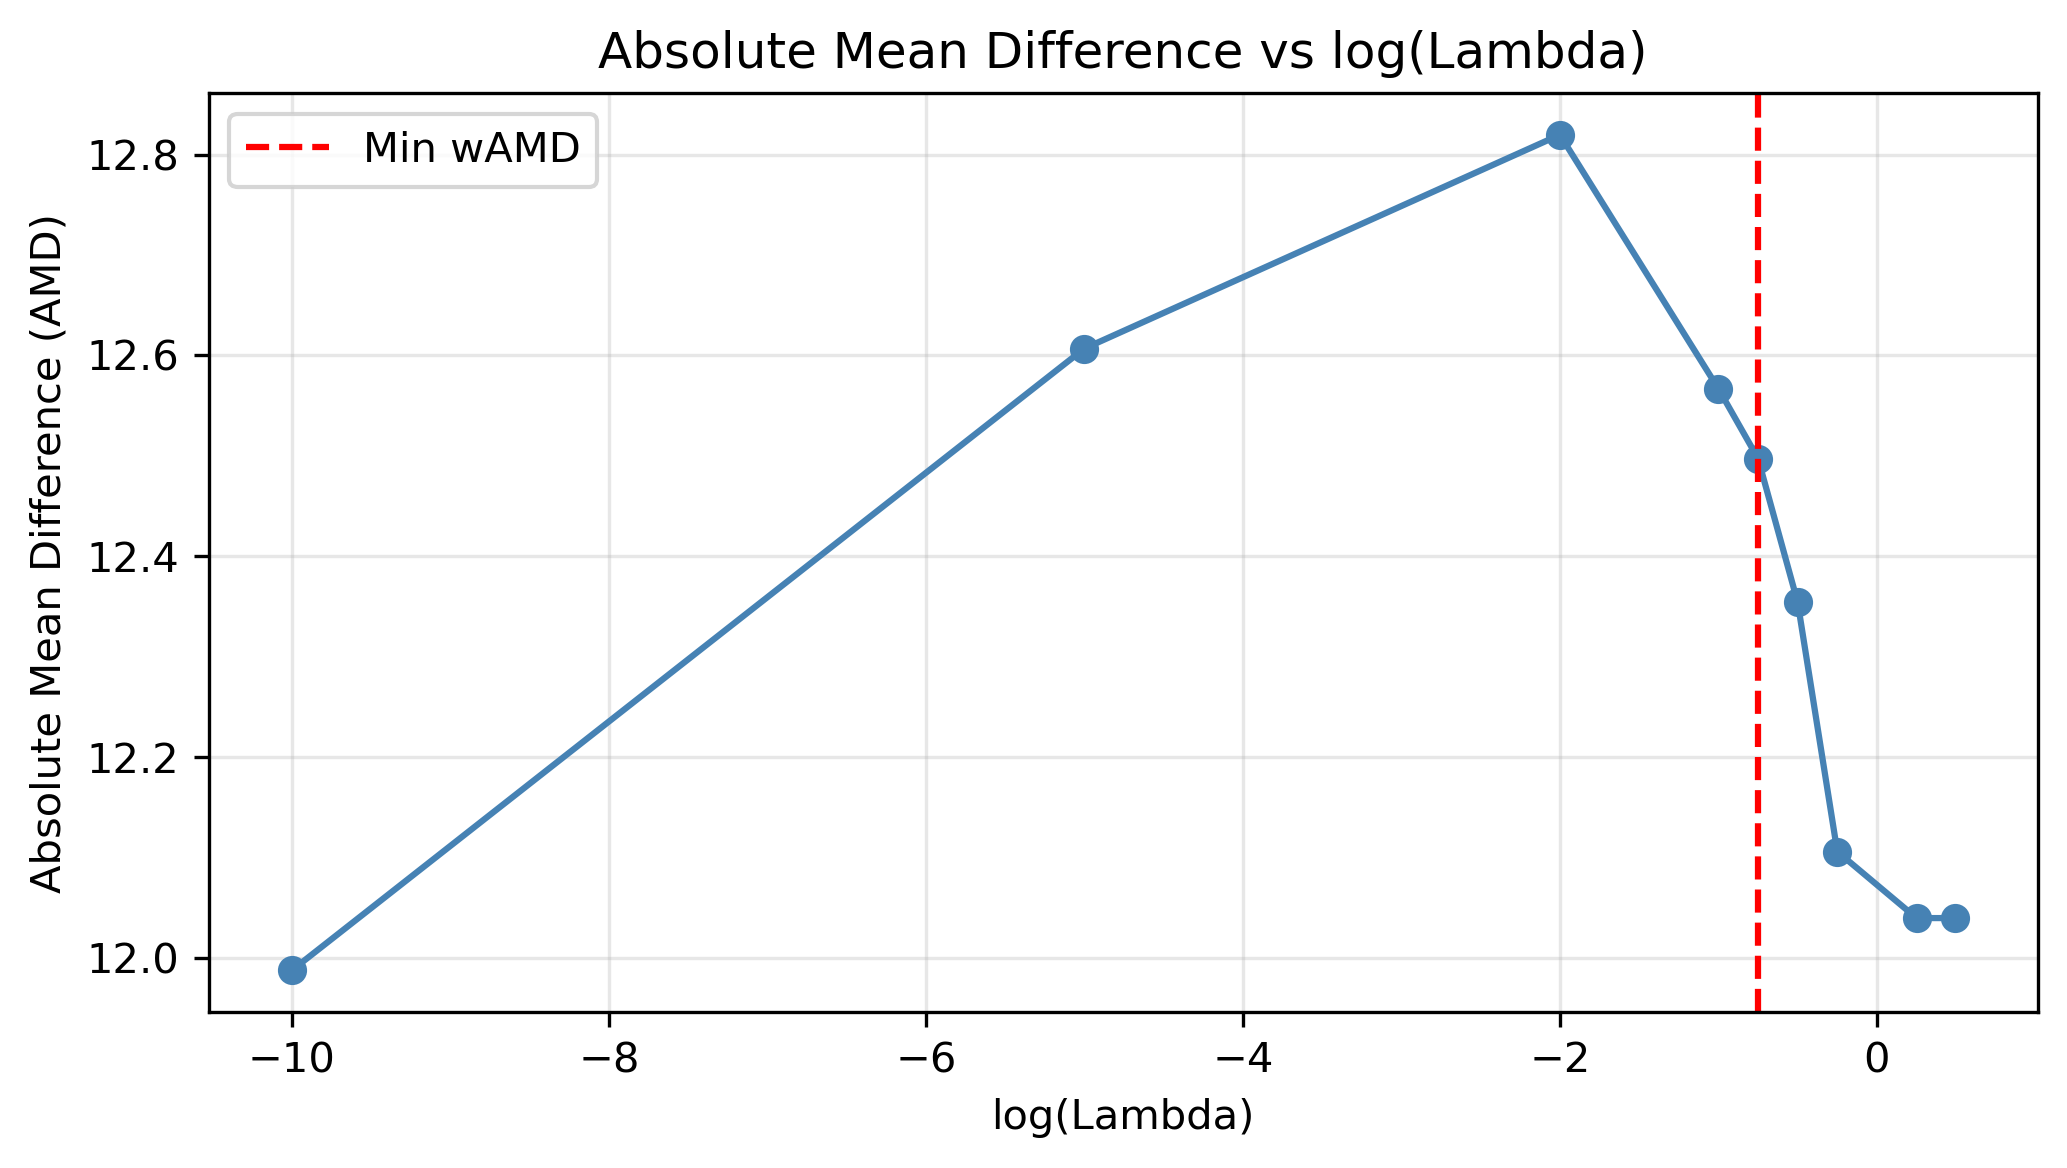 Absolute Mean Difference vs log(Lambda)
Min wAMD
Absolute Mean Difference (AMD)
12.8
12.6
12.4
12.2
12.0
−10 −8 −6 −4 −2 0
log(Lambda)